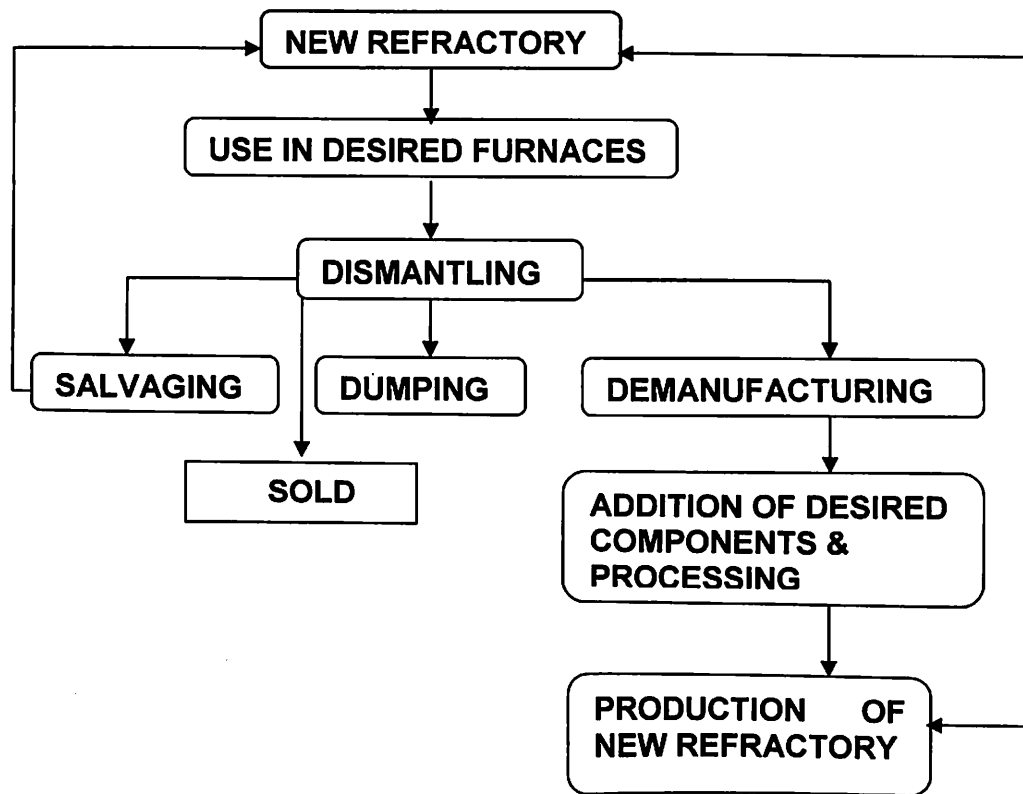 NEW REFRACTORY
USE IN DESIRED FURNACES
DISMANTLING
SALVAGING
DUMPING
DEMANUFACTURING
SOLD
ADDITION OF DESIRED
COMPONENTS &
PROCESSING
PRODUCTION OF
NEW REFRACTORY